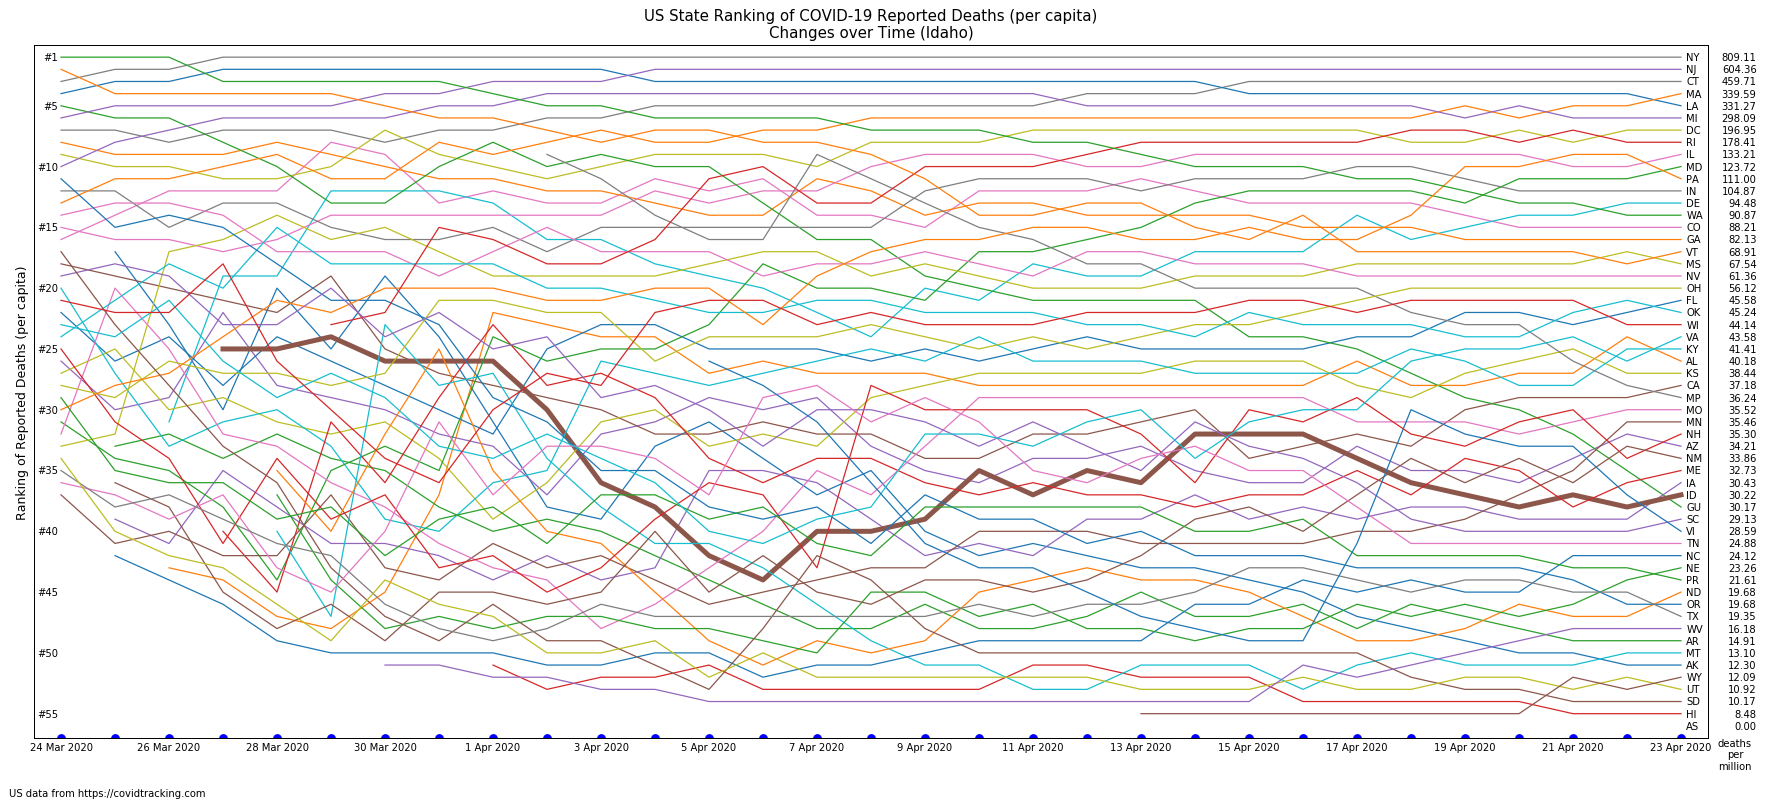 US State Ranking of COVID-19 Reported Deaths (per capita)
Changes over Time (Idaho)
Ranking of Reported Deaths (per capita)
#1
#5
#10
#15
#20
#25
#30
#35
#40
#45
#50
#55
NY 809.11
NJ 604.36
CT 459.71
MA 339.59
LA 331.27
MI 298.09
DC 196.95
RI 178.41
IL 133.21
MD 123.72
PA 111.00
IN 104.87
DE 94.48
WA 90.87
CO 88.21
GA 82.13
VT 68.91
MS 67.54
NV 61.36
OH 56.12
FL 45.58
OK 45.24
WI 44.14
VA 43.58
KY 41.41
AL 40.18
KS 38.44
CA 37.18
MP 36.24
MO 35.52
MN 35.46
NH 35.30
AZ 34.21
NM 33.86
ME 32.73
IA 30.43
ID 30.22
GU 30.17
SC 29.13
VI 28.59
TN 24.88
NC 24.12
NE 23.26
PR 21.61
ND 19.68
OR 19.68
TX 19.35
WV 16.18
AR 14.91
MT 13.10
AK 12.30
WY 12.09
UT 10.92
SD 10.17
HI 8.48
AS 0.00
24 Mar 2020 26 Mar 2020 28 Mar 2020 30 Mar 2020 1 Apr 2020 3 Apr 2020 5 Apr 2020 7 Apr 2020 9 Apr 2020 11 Apr 2020 13 Apr 2020 15 Apr 2020 17 Apr 2020 19 Apr 2020 21 Apr 2020 23 Apr 2020
deaths
per
million
US data from https://covidtracking.com